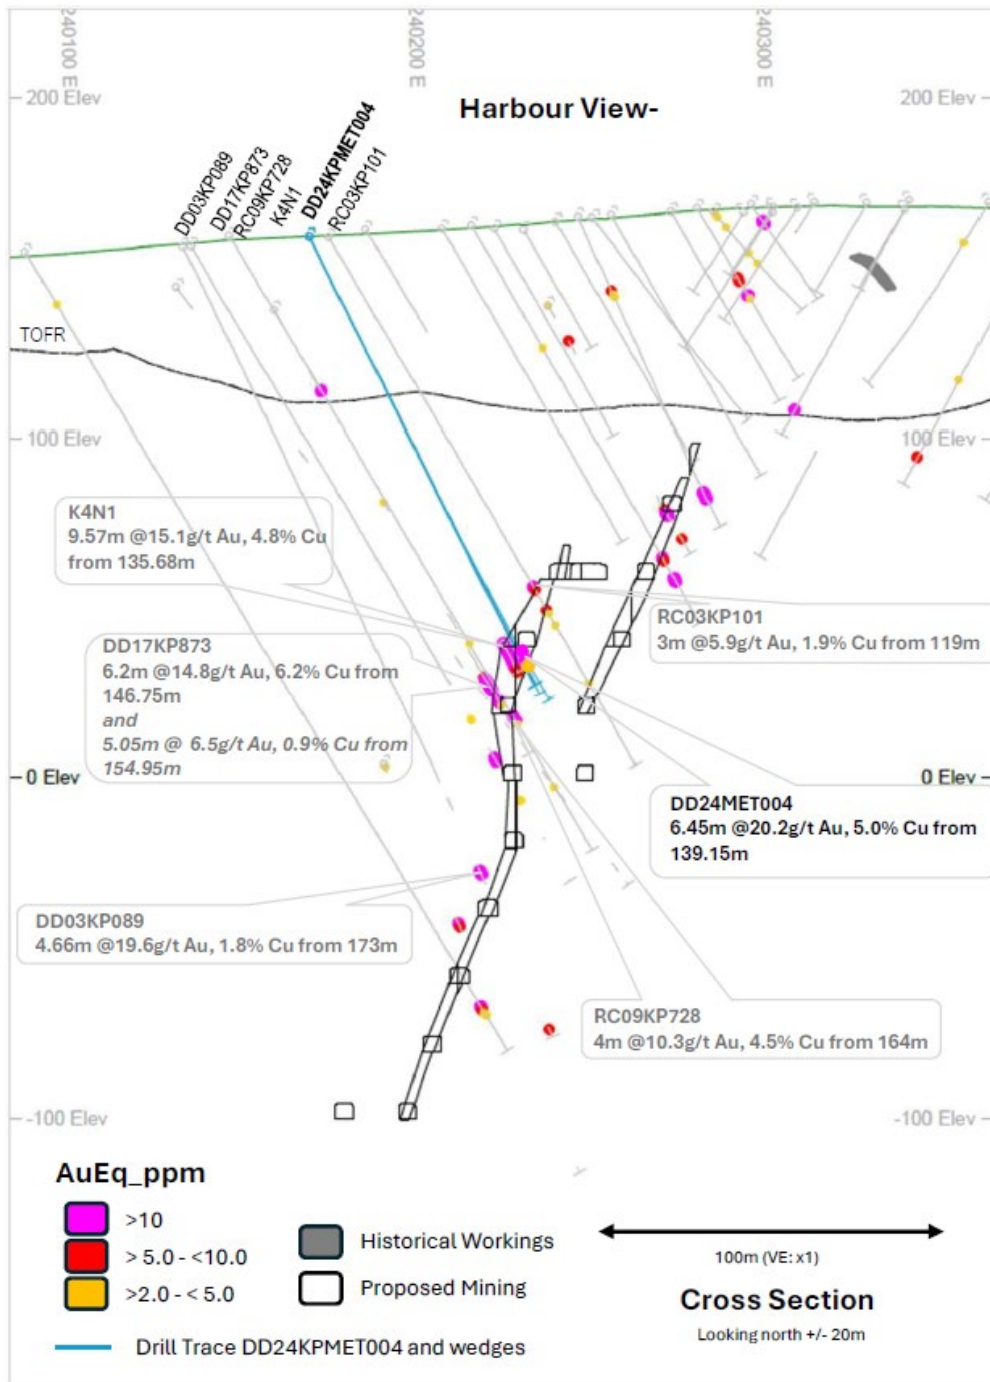 240100 E
240200 E
240300 E
200 Elev
Harbour View-
200 Elev
DD03KP089
DD17KP873
RC09KP728
K4N1
DD24KPMET004
RC03KP101
TOFR
100 Elev
100 Elev
K4N1
9.57m @15.1g/t Au, 4.8% Cu
from 135.68m
RC03KP101
3m @5.9g/t Au, 1.9% Cu from 119m
DD17KP873
6.2m @14.8g/t Au, 6.2% Cu from
146.75m
and
5.05m @ 6.5g/t Au, 0.9% Cu from
154.95m
0 Elev
0 Elev
DD24MET004
6.45m @20.2g/t Au, 5.0% Cu from
139.15m
DD03KP089
4.66m @19.6g/t Au, 1.8% Cu from 173m
RC09KP728
4m @10.3g/t Au, 4.5% Cu from 164m
-100 Elev
-100 Elev
AuEq_ppm
>10
> 5.0 - <10.0
>2.0 - < 5.0
Historical Workings
Proposed Mining
Drill Trace DD24KPMET004 and wedges
100m (VE: x1)
Cross Section
Looking north +/- 20m